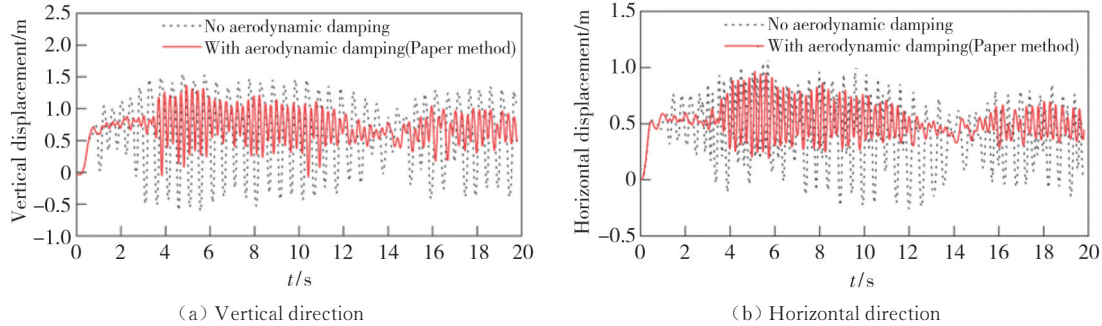 No aerodynamic damping
With aerodynamic damping(Paper method)
Vertical displacement/m
2.5
2.0
1.5
1.0
0.5
0
−0.5
−1.0
0 2 4 6 8 10 12 14 16 18 20
t/s
(a) Vertical direction
No aerodynamic damping
With aerodynamic damping(Paper method)
Horizontal displacement/m
1.5
1.0
0.5
0
−0.5
0 2 4 6 8 10 12 14 16 18 20
t/s
(b) Horizontal direction